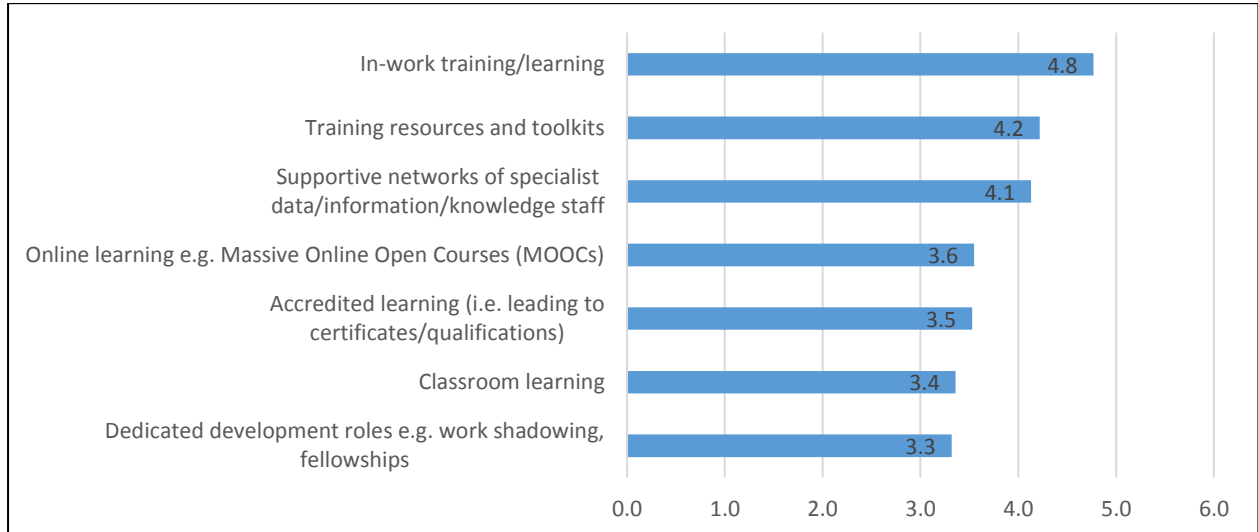 In-work training/learning
4.8
Training resources and toolkits
4.2
Supportive networks of specialist
data/information/knowledge staff
4.1
Online learning e.g. Massive Online Open Courses (MOOCs)
3.6
Accredited learning (i.e. leading to
certificates/qualifications)
3.5
Classroom learning
3.4
Dedicated development roles e.g. work shadowing,
fellowships
3.3
0.0 1.0 2.0 3.0 4.0 5.0 6.0